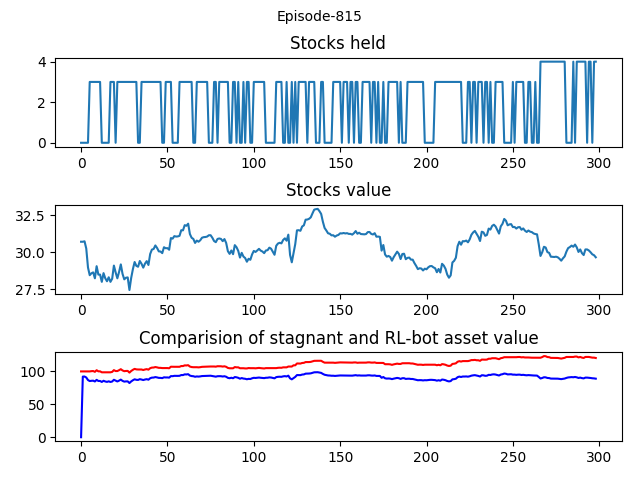 Episode-815
Stocks held
4
2
0
0 50 100 150 200 250 300
Stocks value
32.5
30.0
27.5
0 50 100 150 200 250 300
Comparision of stagnant and RL-bot asset value
100
50
0
0 50 100 150 200 250 300